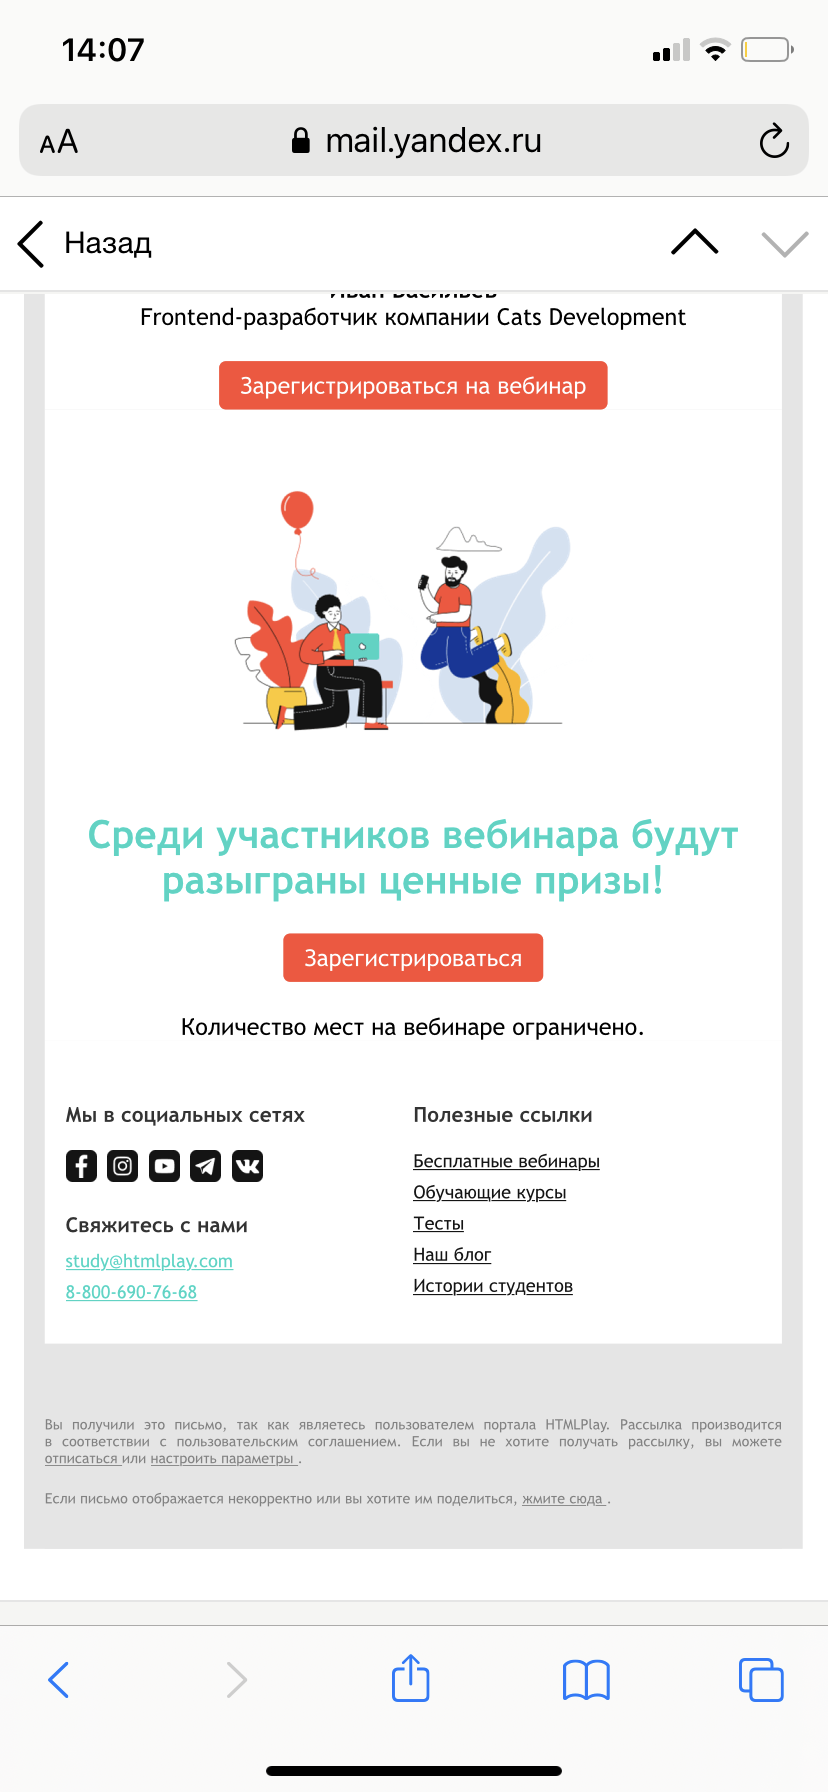 14:07
AA
mail.yandex.ru
Назад
Иван Васильев
Frontend-разработчик компании Cats Development
Зарегистрироваться на вебинар
Среди участников вебинара будут
разыграны ценные призы!
Зарегистрироваться
Количество мест на вебинаре ограничено.
Мы в социальных сетях
Свяжитесь с нами
study@htmlplay.com
8-800-690-76-68
Полезные ссылки
Бесплатные вебинары
Обучающие курсы
Тесты
Наш блог
Истории студентов
Вы получили это письмо, так как являетесь пользователем портала HTMLPlay. Рассылка производится
в соответствии с пользовательским соглашением. Если вы не хотите получать рассылку, вы можете
отписаться или настроить параметры .
Если письмо отображается некорректно или вы хотите им поделиться, жмите сюда .